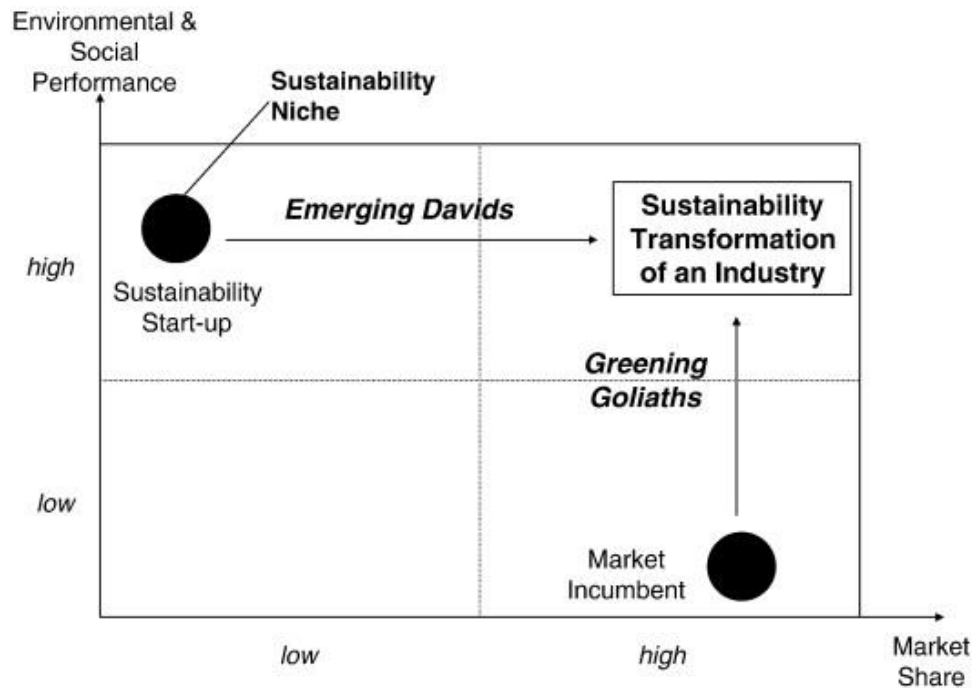 Environmental &
Social
Performance
Sustainability
Niche
Emerging Davids
Sustainability
Transformation
of an Industry
high
Sustainability
Start-up
Greening
Goliaths
low
Market
Incumbent
low
high
Market
Share